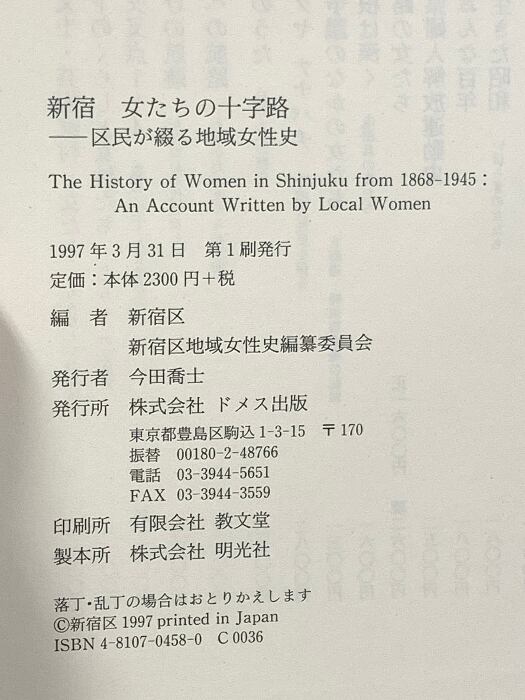 新宿　女たちの十字路
――区民が綴る地域女性史
The History of Women in Shinjuku from 1868-1945：
An Account Written by Local Women
1997年3月31日　第1刷発行
定価：本体2300円＋税
編　者　新宿区
新宿区地域女性史編纂委員会
発行者　今田喬士
発行所　株式会社 ドメス出版
東京都豊島区駒込1-3-15　〒170
振替　00180-2-48766
電話　03-3944-5651
FAX　03-3944-3559
印刷所　有限会社 教文堂
製本所　株式会社 明光社
落丁・乱丁の場合はおとりかえします
©新宿区 1997 printed in Japan
ISBN 4-8107-0458-0　C 0036